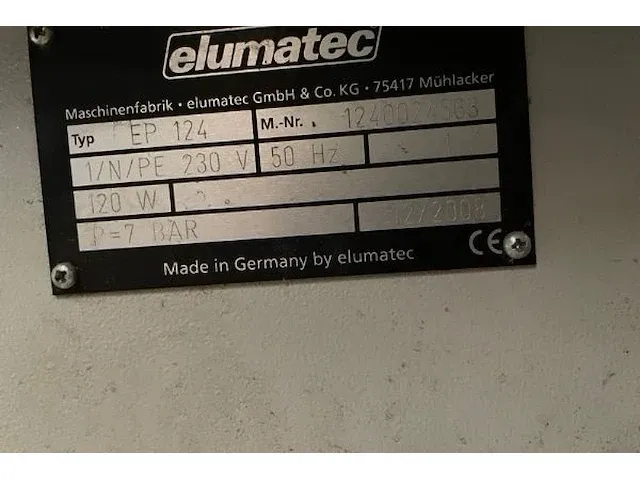 elumatec
Maschinenfabrik · elumatec GmbH & Co. KG · 75417 Mühlacker
Typ EP 124 M.-Nr.
1/N/PE 230 V 50 Hz 1
120 W
P=7 BAR 12/2008
CE
Made in Germany by elumatec